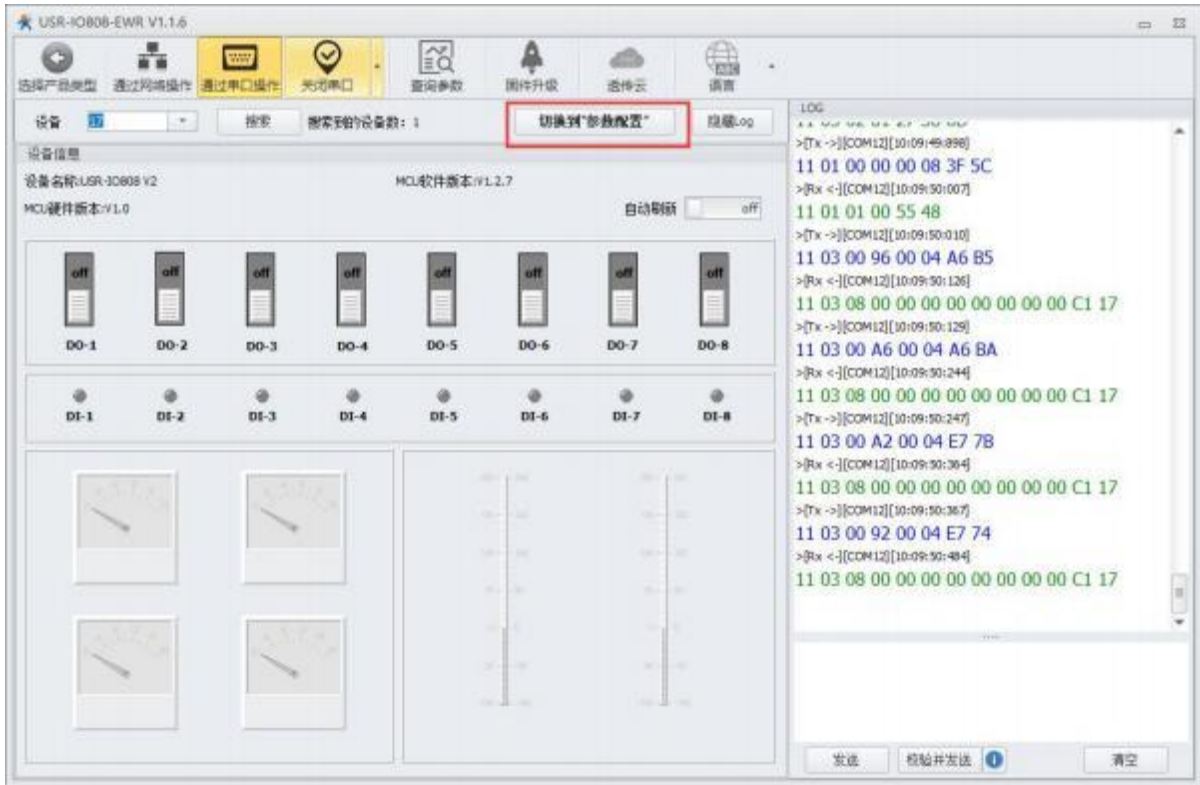 USR-IO808-EWR V1.1.6
选择产品类型 通过网络操作 通过串口操作 关闭串口 查询参数 固件升级 透传云 语言
设备 17 搜索 搜索到的设备数: 1 切换到"参数配置" 隐藏Log
设备信息
设备名称:USR-IO808 V2 MCU软件版本:V1.2.7
MCU硬件版本:V1.0 自动刷新 off
off off off off off off off off
DO-1 DO-2 DO-3 DO-4 DO-5 DO-6 DO-7 DO-8
DI-1 DI-2 DI-3 DI-4 DI-5 DI-6 DI-7 DI-8
LOG
>[Tx ->][COM12][10:09:49:898]
11 01 00 00 00 08 3F 5C
>[Rx <-][COM12][10:09:50:007]
11 01 01 00 55 48
>[Tx ->][COM12][10:09:50:010]
11 03 00 96 00 04 A6 B5
>[Rx <-][COM12][10:09:50:126]
11 03 08 00 00 00 00 00 00 00 00 C1 17
>[Tx ->][COM12][10:09:50:129]
11 03 00 A6 00 04 A6 BA
>[Rx <-][COM12][10:09:50:244]
11 03 08 00 00 00 00 00 00 00 00 C1 17
>[Tx ->][COM12][10:09:50:247]
11 03 00 A2 00 04 E7 7B
>[Rx <-][COM12][10:09:50:364]
11 03 08 00 00 00 00 00 00 00 00 C1 17
>[Tx ->][COM12][10:09:50:367]
11 03 00 92 00 04 E7 74
>[Rx <-][COM12][10:09:50:484]
11 03 08 00 00 00 00 00 00 00 00 C1 17
发送 校验并发送 清空